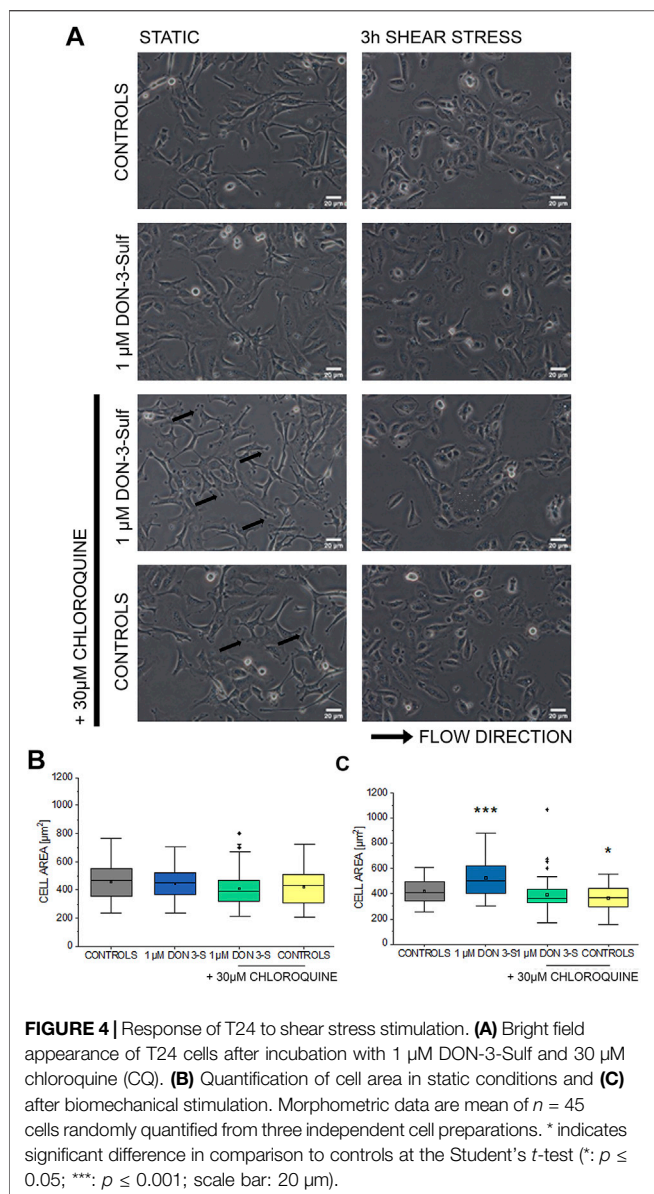 A
STATIC 3h SHEAR STRESS
CONTROLS
20 µm 20 µm
1 µM DON-3-Sulf
20 µm 20 µm
+ 30µM CHLOROQUINE
1 µM DON-3-Sulf
20 µm 20 µm
CONTROLS
20 µm 20 µm
FLOW DIRECTION
B
CELL AREA [µm²]
1200
1000
800
600
400
200
0
CONTROLS 1 µM DON 3-S 1 µM DON 3-S CONTROLS
+ 30µM CHLOROQUINE
C
CELL AREA [µm²]
1200
1000
800
600
400
200
0
***
*
CONTROLS 1 µM DON 3-S 1 µM DON 3-S CONTROLS
+ 30µM CHLOROQUINE
FIGURE 4 | Response of T24 to shear stress stimulation. (A) Bright field
appearance of T24 cells after incubation with 1 µM DON-3-Sulf and 30 µM
chloroquine (CQ). (B) Quantification of cell area in static conditions and (C)
after biomechanical stimulation. Morphometric data are mean of n = 45
cells randomly quantified from three independent cell preparations. * indicates
significant difference in comparison to controls at the Student's t-test (*: p ≤
0.05; ***: p ≤ 0.001; scale bar: 20 µm).